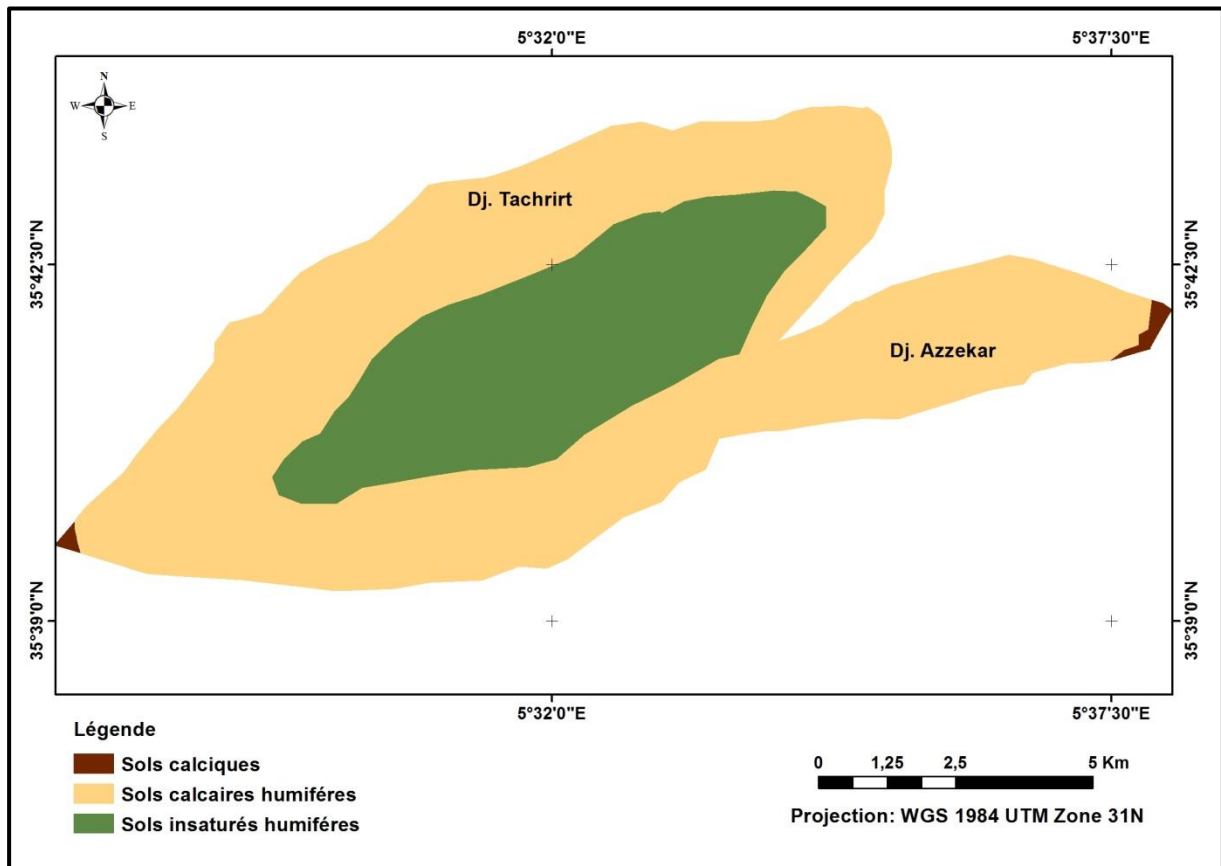 5°32'0"E
5°37'30"E
N
W
E
S
Dj. Tachrirt
35°42'30"N
35°42'30"N
Dj. Azzekar
35°39'0"N
35°39'0"N
5°32'0"E
5°37'30"E
Légende
Sols calciques
Sols calcaires humiféres
Sols insaturés humiféres
0 1,25 2,5 5 Km
Projection: WGS 1984 UTM Zone 31N